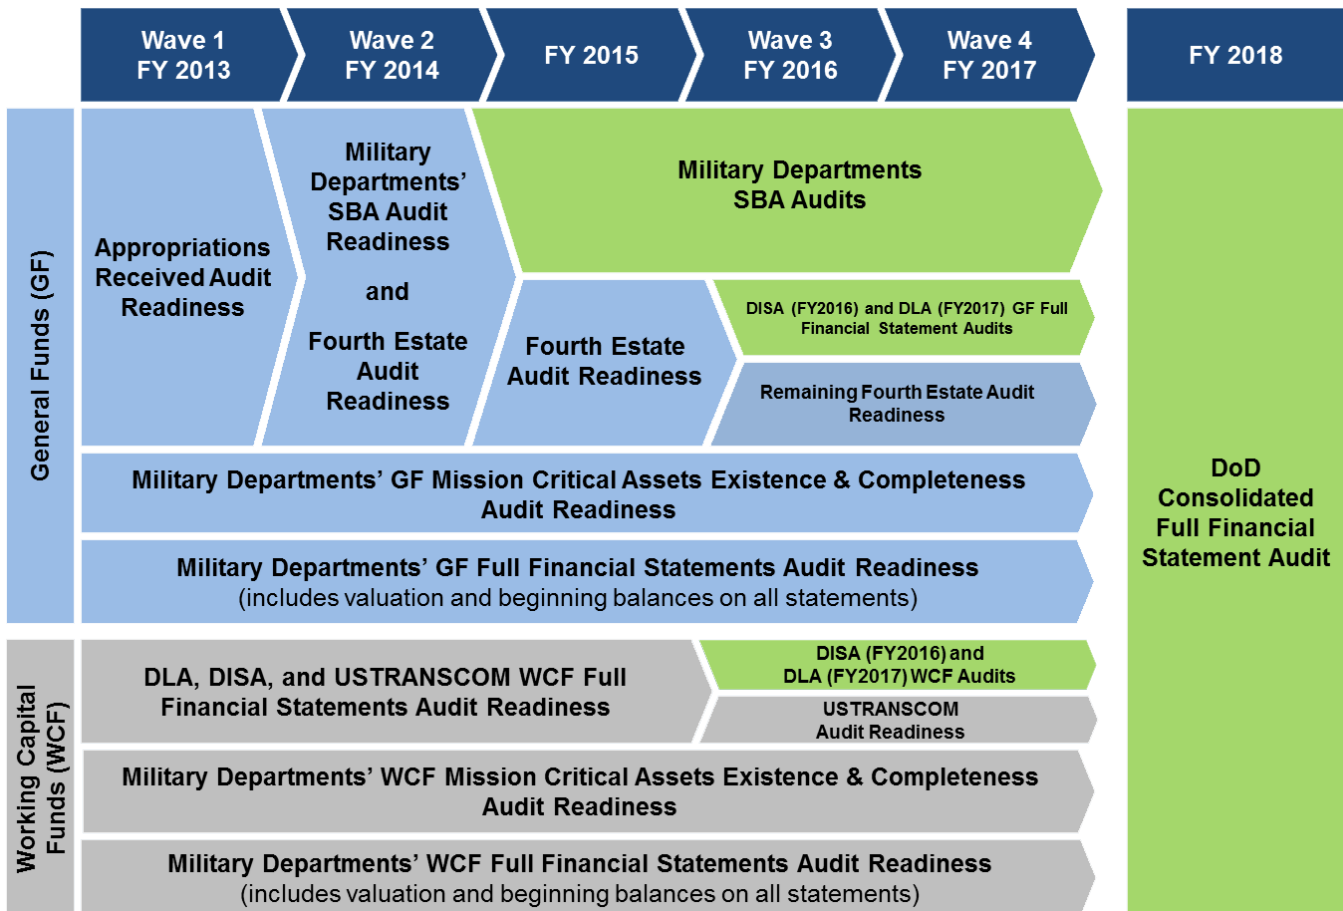 Wave 1
FY 2013
Wave 2
FY 2014
FY 2015
Wave 3
FY 2016
Wave 4
FY 2017
FY 2018
General Funds (GF)
Appropriations
Received Audit
Readiness
Military
Departments’
SBA Audit
Readiness
and
Fourth Estate
Audit
Readiness
Military Departments
SBA Audits
Fourth Estate
Audit Readiness
DISA (FY2016) and DLA (FY2017) GF Full
Financial Statement Audits
Remaining Fourth Estate Audit
Readiness
Military Departments’ GF Mission Critical Assets Existence & Completeness
Audit Readiness
Military Departments’ GF Full Financial Statements Audit Readiness
(includes valuation and beginning balances on all statements)
DoD
Consolidated
Full Financial
Statement Audit
Working Capital
Funds (WCF)
DLA, DISA, and USTRANSCOM WCF Full
Financial Statements Audit Readiness
DISA (FY2016) and
DLA (FY2017) WCF Audits
USTRANSCOM
Audit Readiness
Military Departments’ WCF Mission Critical Assets Existence & Completeness
Audit Readiness
Military Departments’ WCF Full Financial Statements Audit Readiness
(includes valuation and beginning balances on all statements)